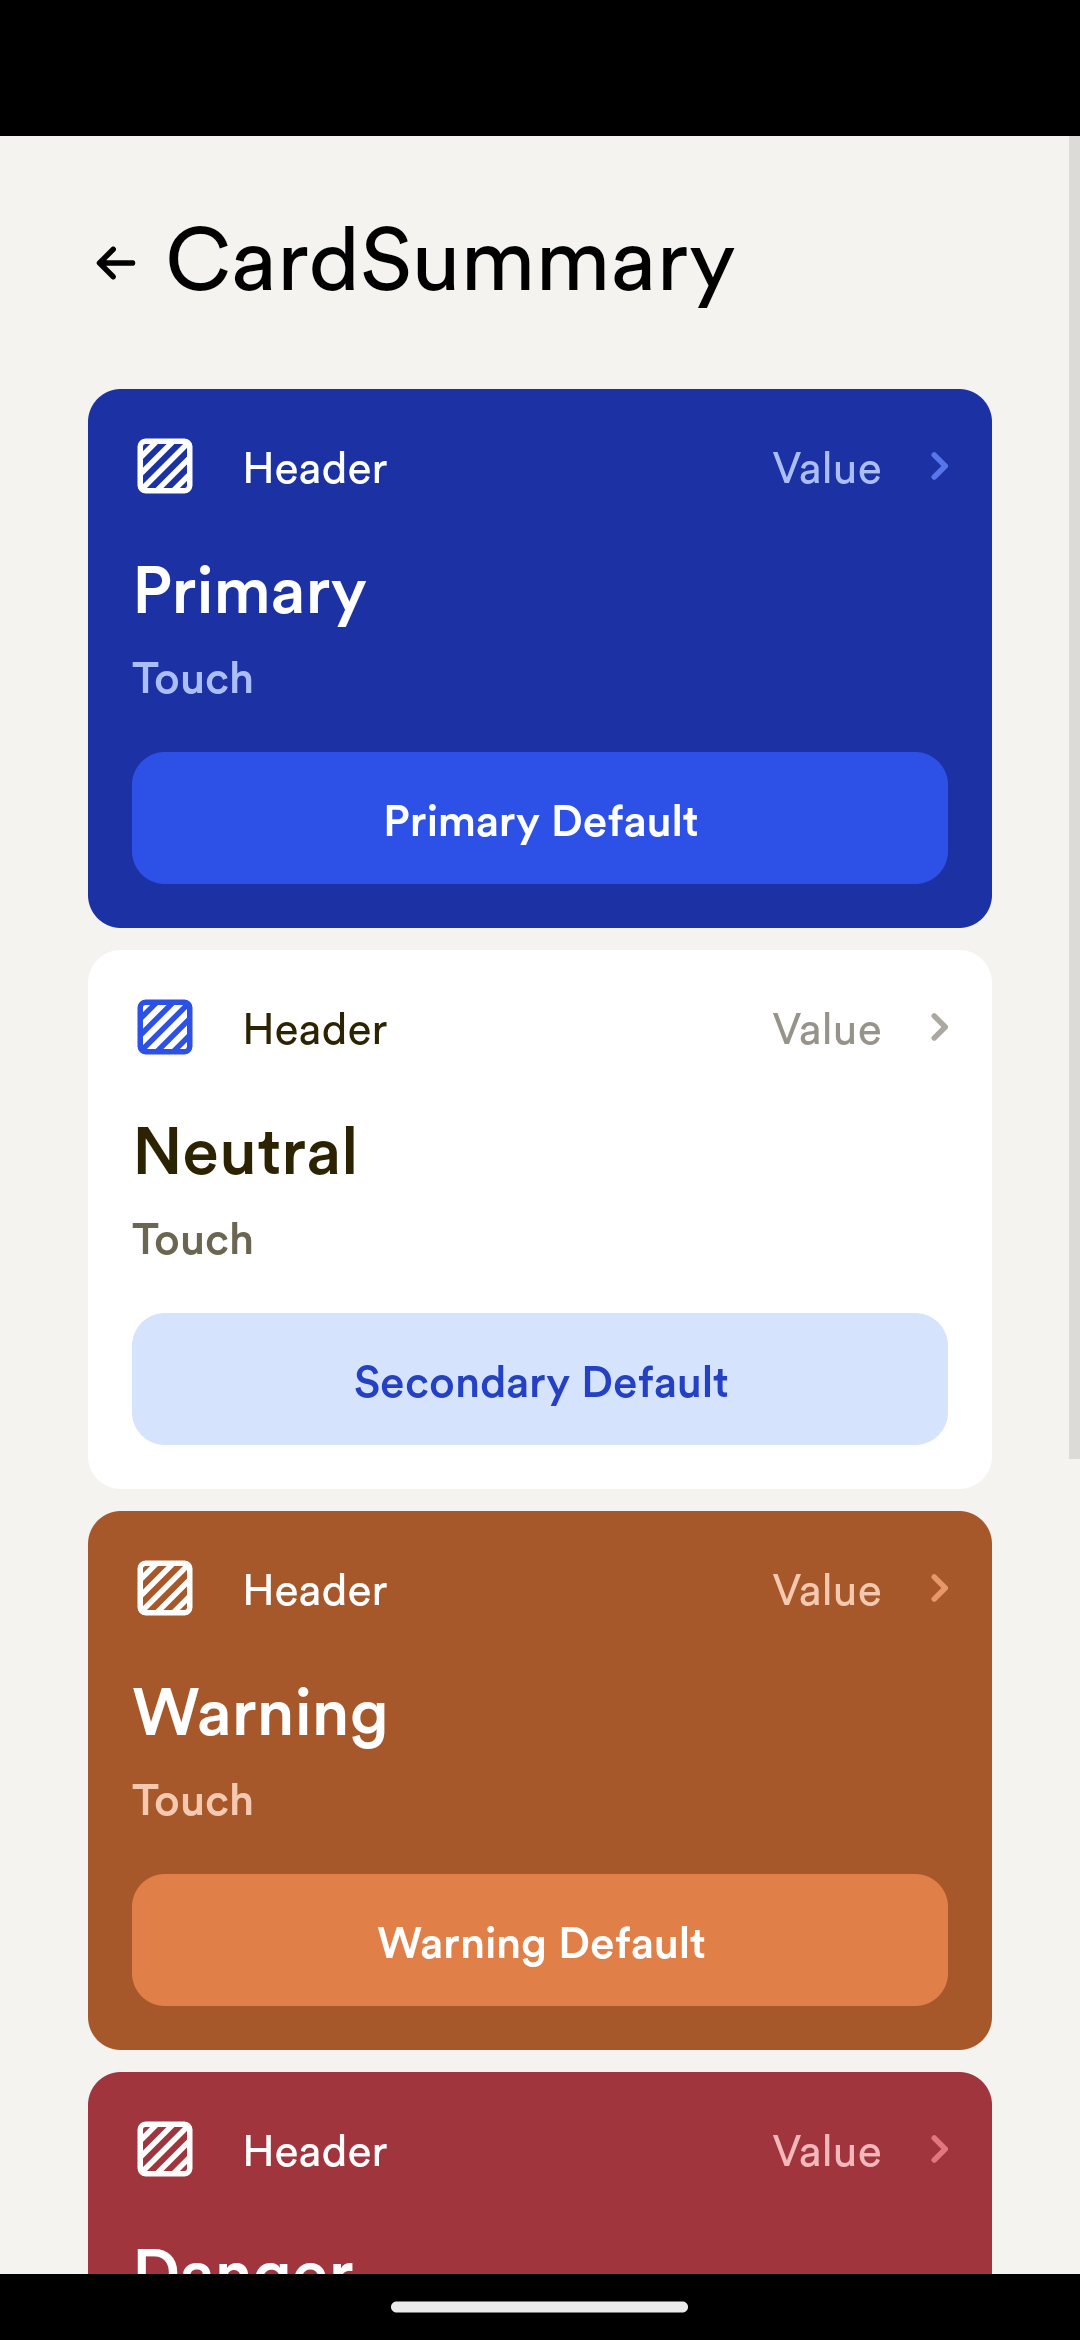 CardSummary
Header Value
Primary
Touch
Primary Default
Header Value
Neutral
Touch
Secondary Default
Header Value
Warning
Touch
Warning Default
Header Value
Danger